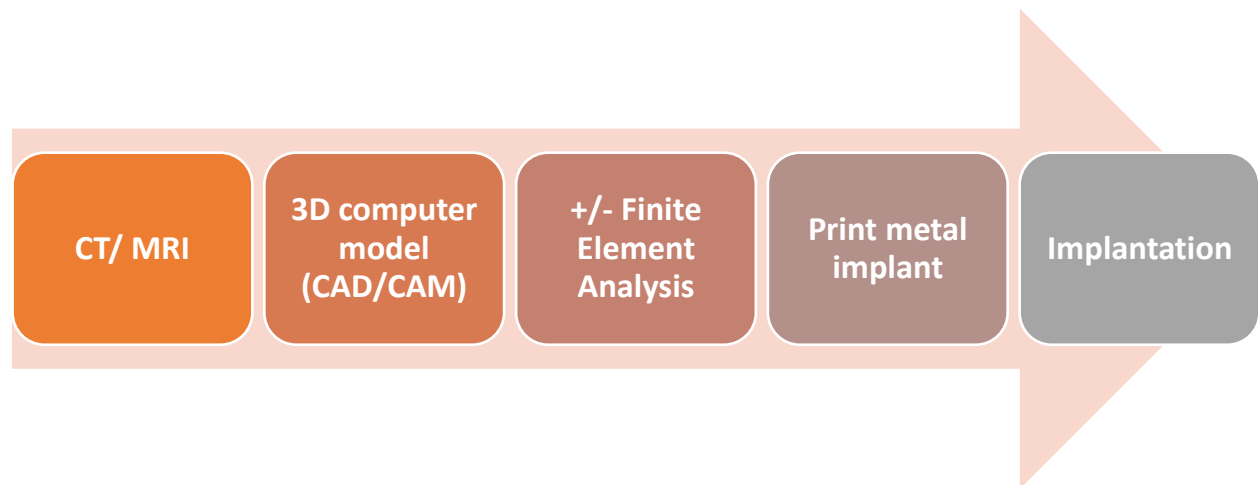 CT/ MRI
3D computer
model
(CAD/CAM)
+/- Finite
Element
Analysis
Print metal
implant
Implantation